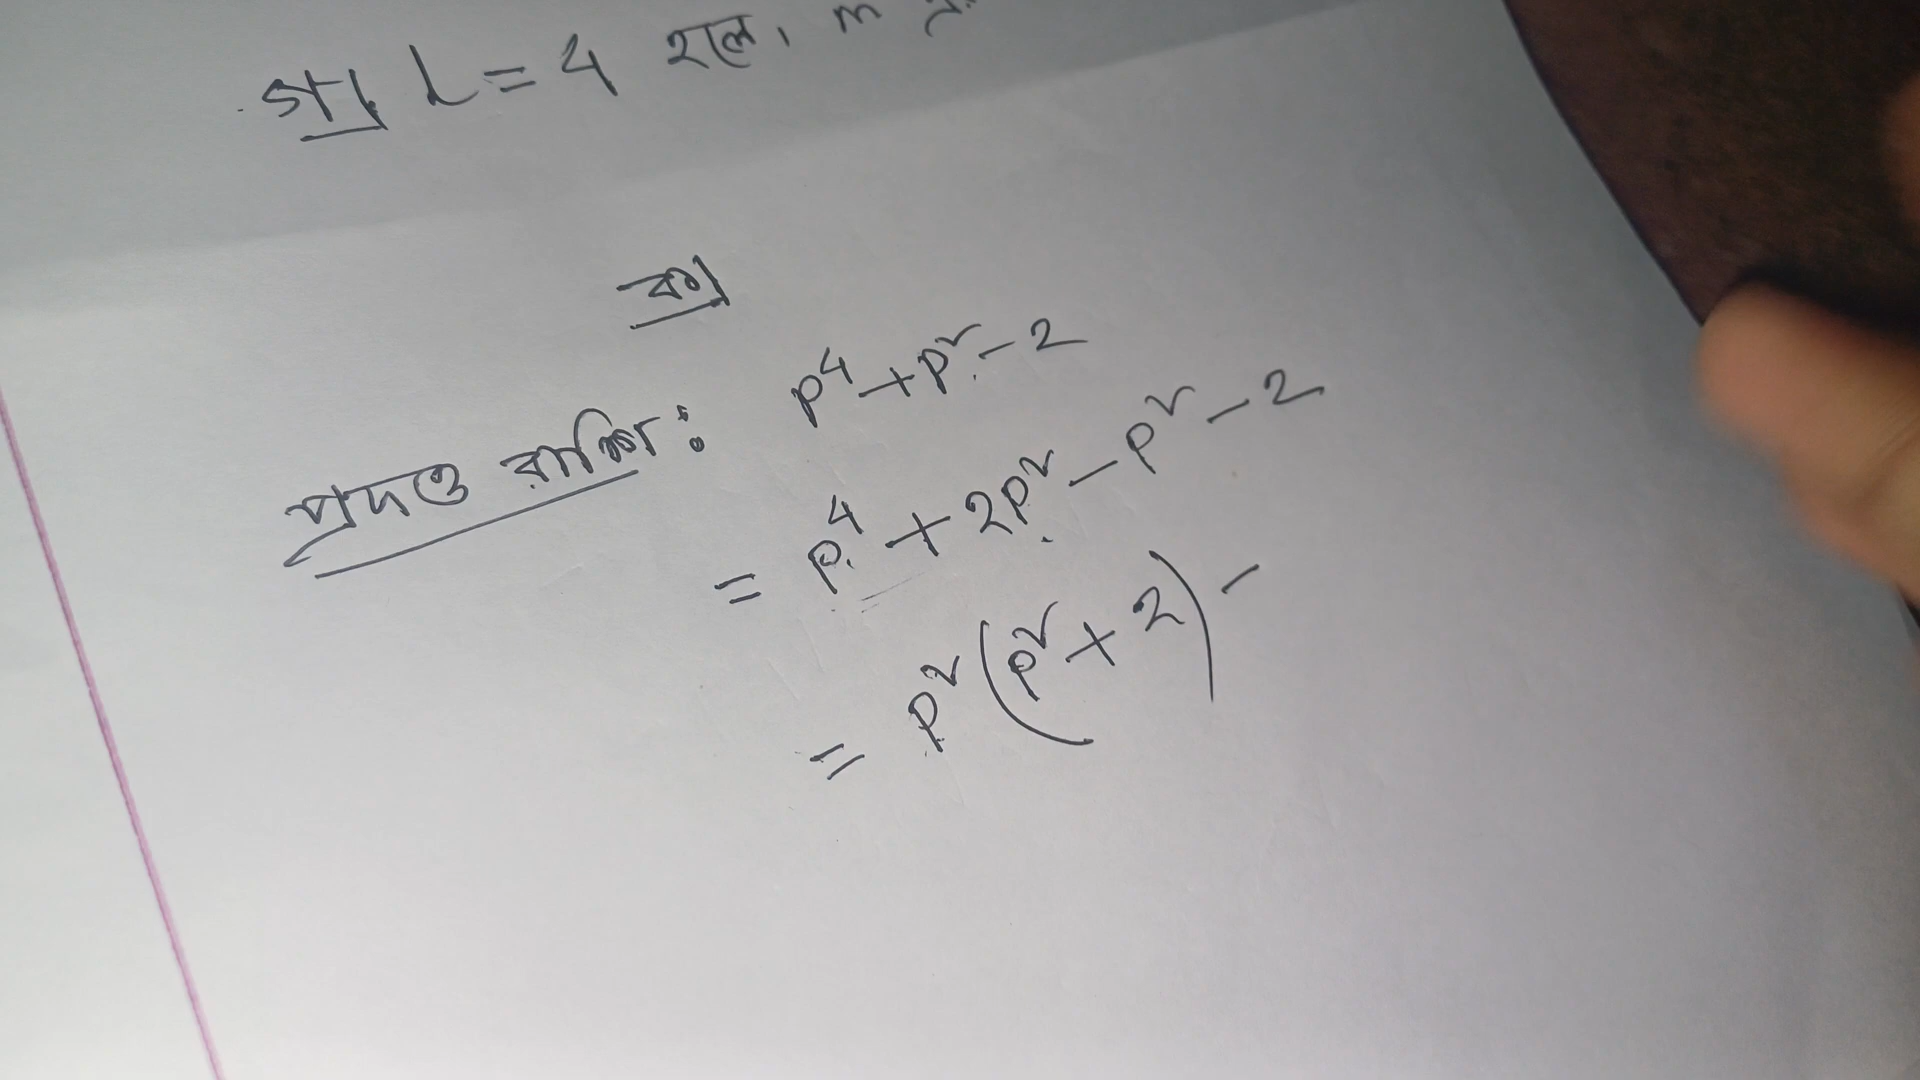 গ। L = 4 হলে, m
ক।
প্রদত্ত রাশি: p⁴ + p² - 2
= p⁴ + 2p² - p² - 2
= p² (p² + 2) -